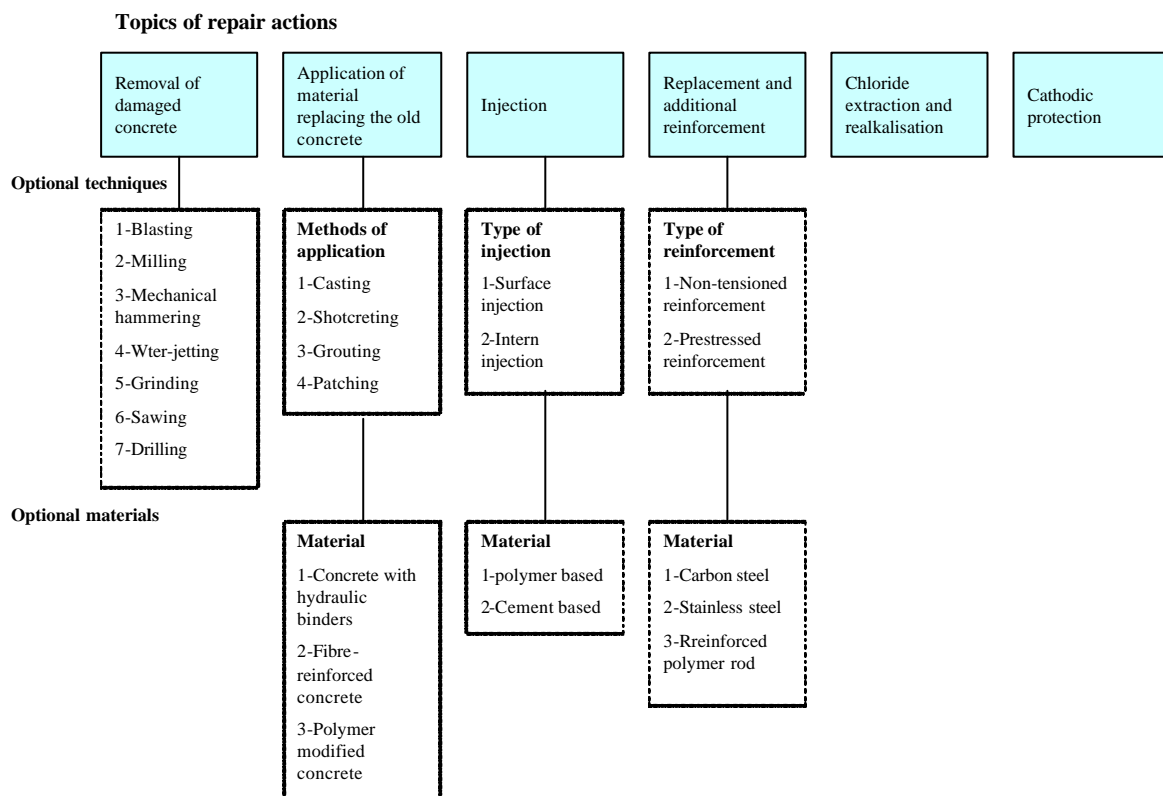 Topics of repair actions
Removal of
damaged
concrete
Application of
material
replacing the old
concrete
Injection
Replacement and
additional
reinforcement
Chloride
extraction and
realkalisation
Cathodic
protection
Optional techniques
1-Blasting
2-Milling
3-Mechanical
hammering
4-Wter-jetting
5-Grinding
6-Sawing
7-Drilling
Methods of
application
1-Casting
2-Shotcreting
3-Grouting
4-Patching
Type of
injection
1-Surface
injection
2-Intern
injection
Type of
reinforcement
1-Non-tensioned
reinforcement
2-Prestressed
reinforcement
Optional materials
Material
1-Concrete with
hydraulic
binders
2-Fibre-
reinforced
concrete
3-Polymer
modified
concrete
Material
1-polymer based
2-Cement based
Material
1-Carbon steel
2-Stainless steel
3-Rreinforced
polymer rod